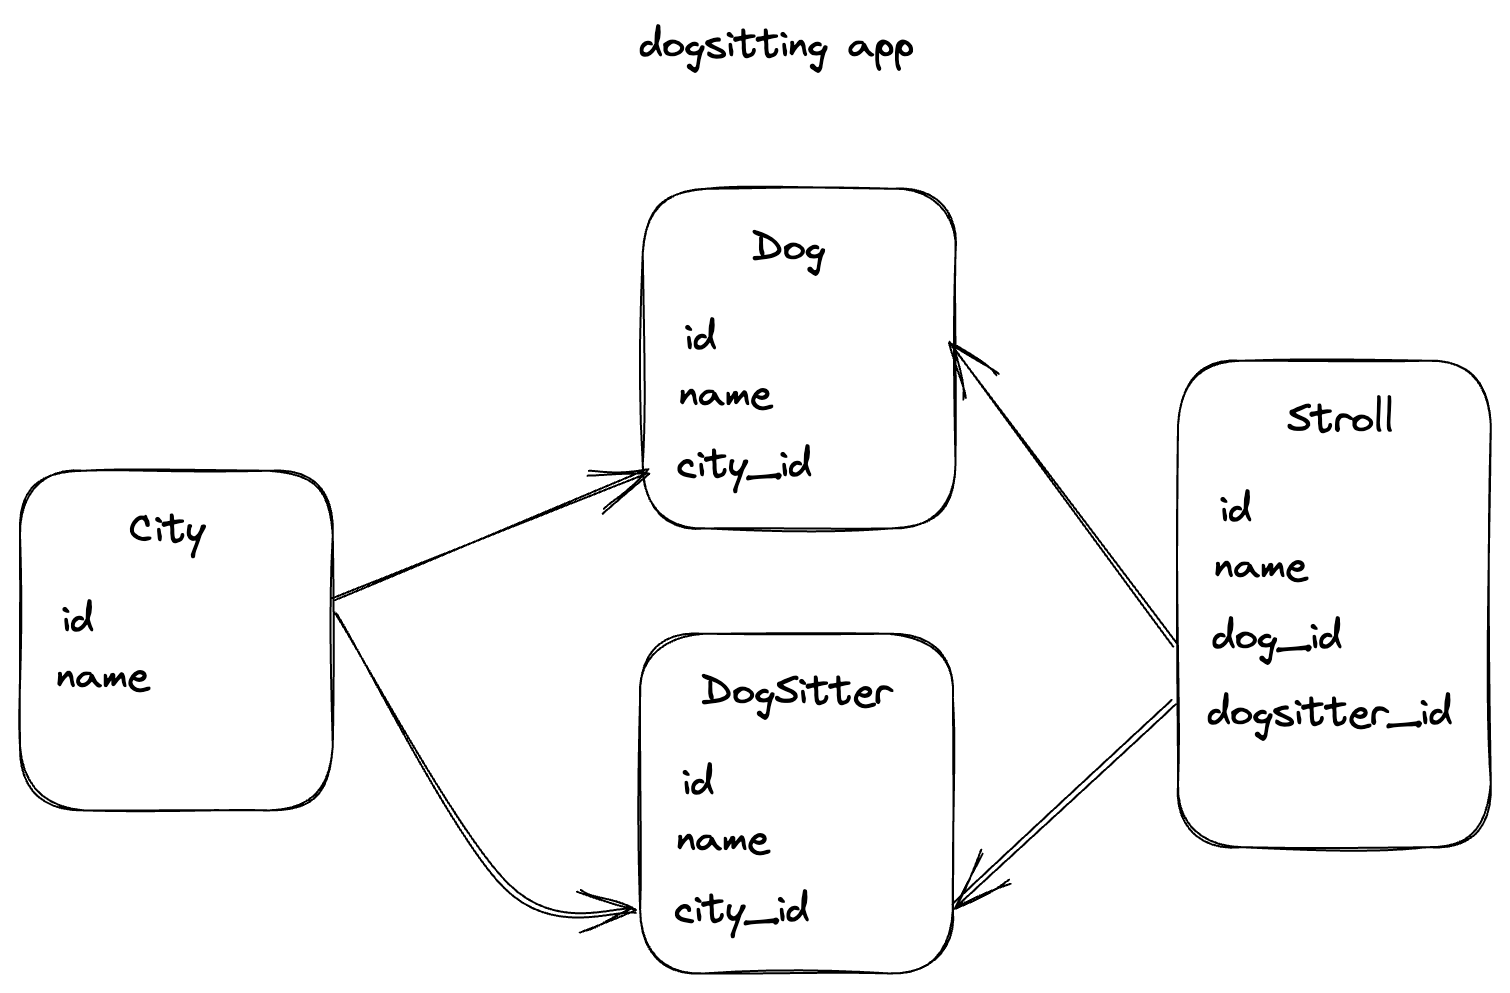 dogsitting app
Dog
id
name
city_id
City
id
name
DogSitter
id
name
city_id
Stroll
id
name
dog_id
dogsitter_id